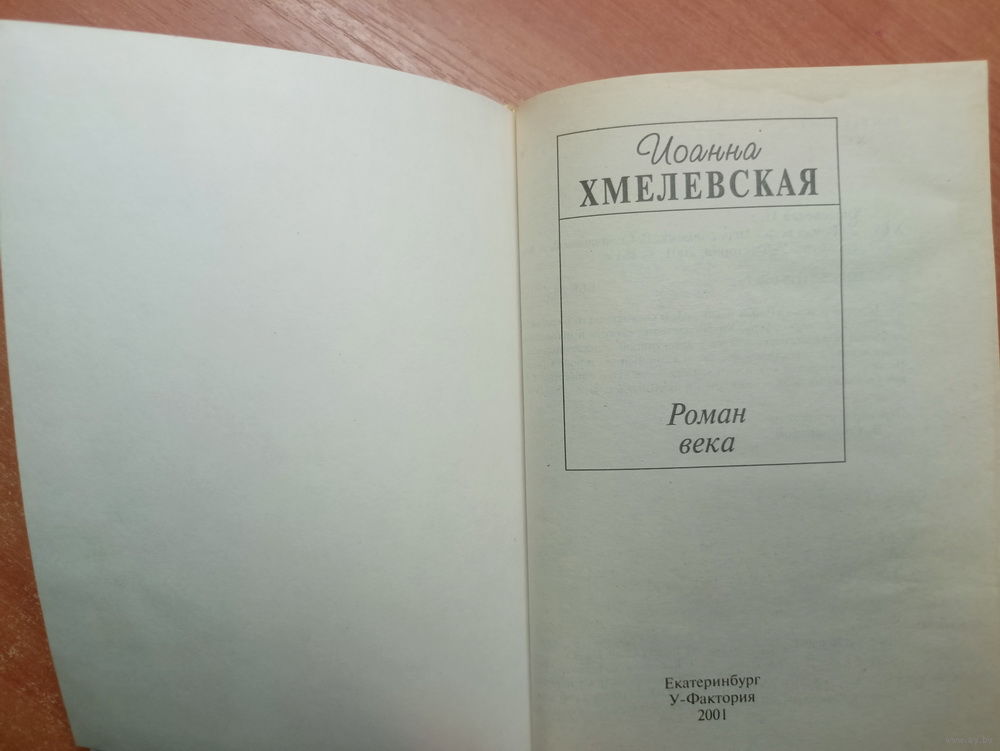 Иоанна
ХМЕЛЕВСКАЯ
Роман
века
Екатеринбург
У-Фактория
2001